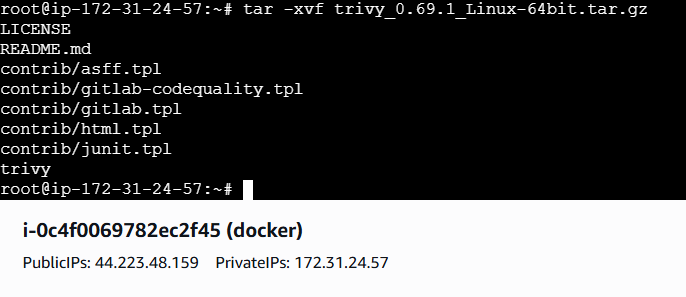 root@ip-172-31-24-57:~# tar -xvf trivy_0.69.1_Linux-64bit.tar.gz
LICENSE
README.md
contrib/asff.tpl
contrib/gitlab-codequality.tpl
contrib/gitlab.tpl
contrib/html.tpl
contrib/junit.tpl
trivy
root@ip-172-31-24-57:~#
i-0c4f0069782ec2f45 (docker)
PublicIPs: 44.223.48.159 PrivateIPs: 172.31.24.57